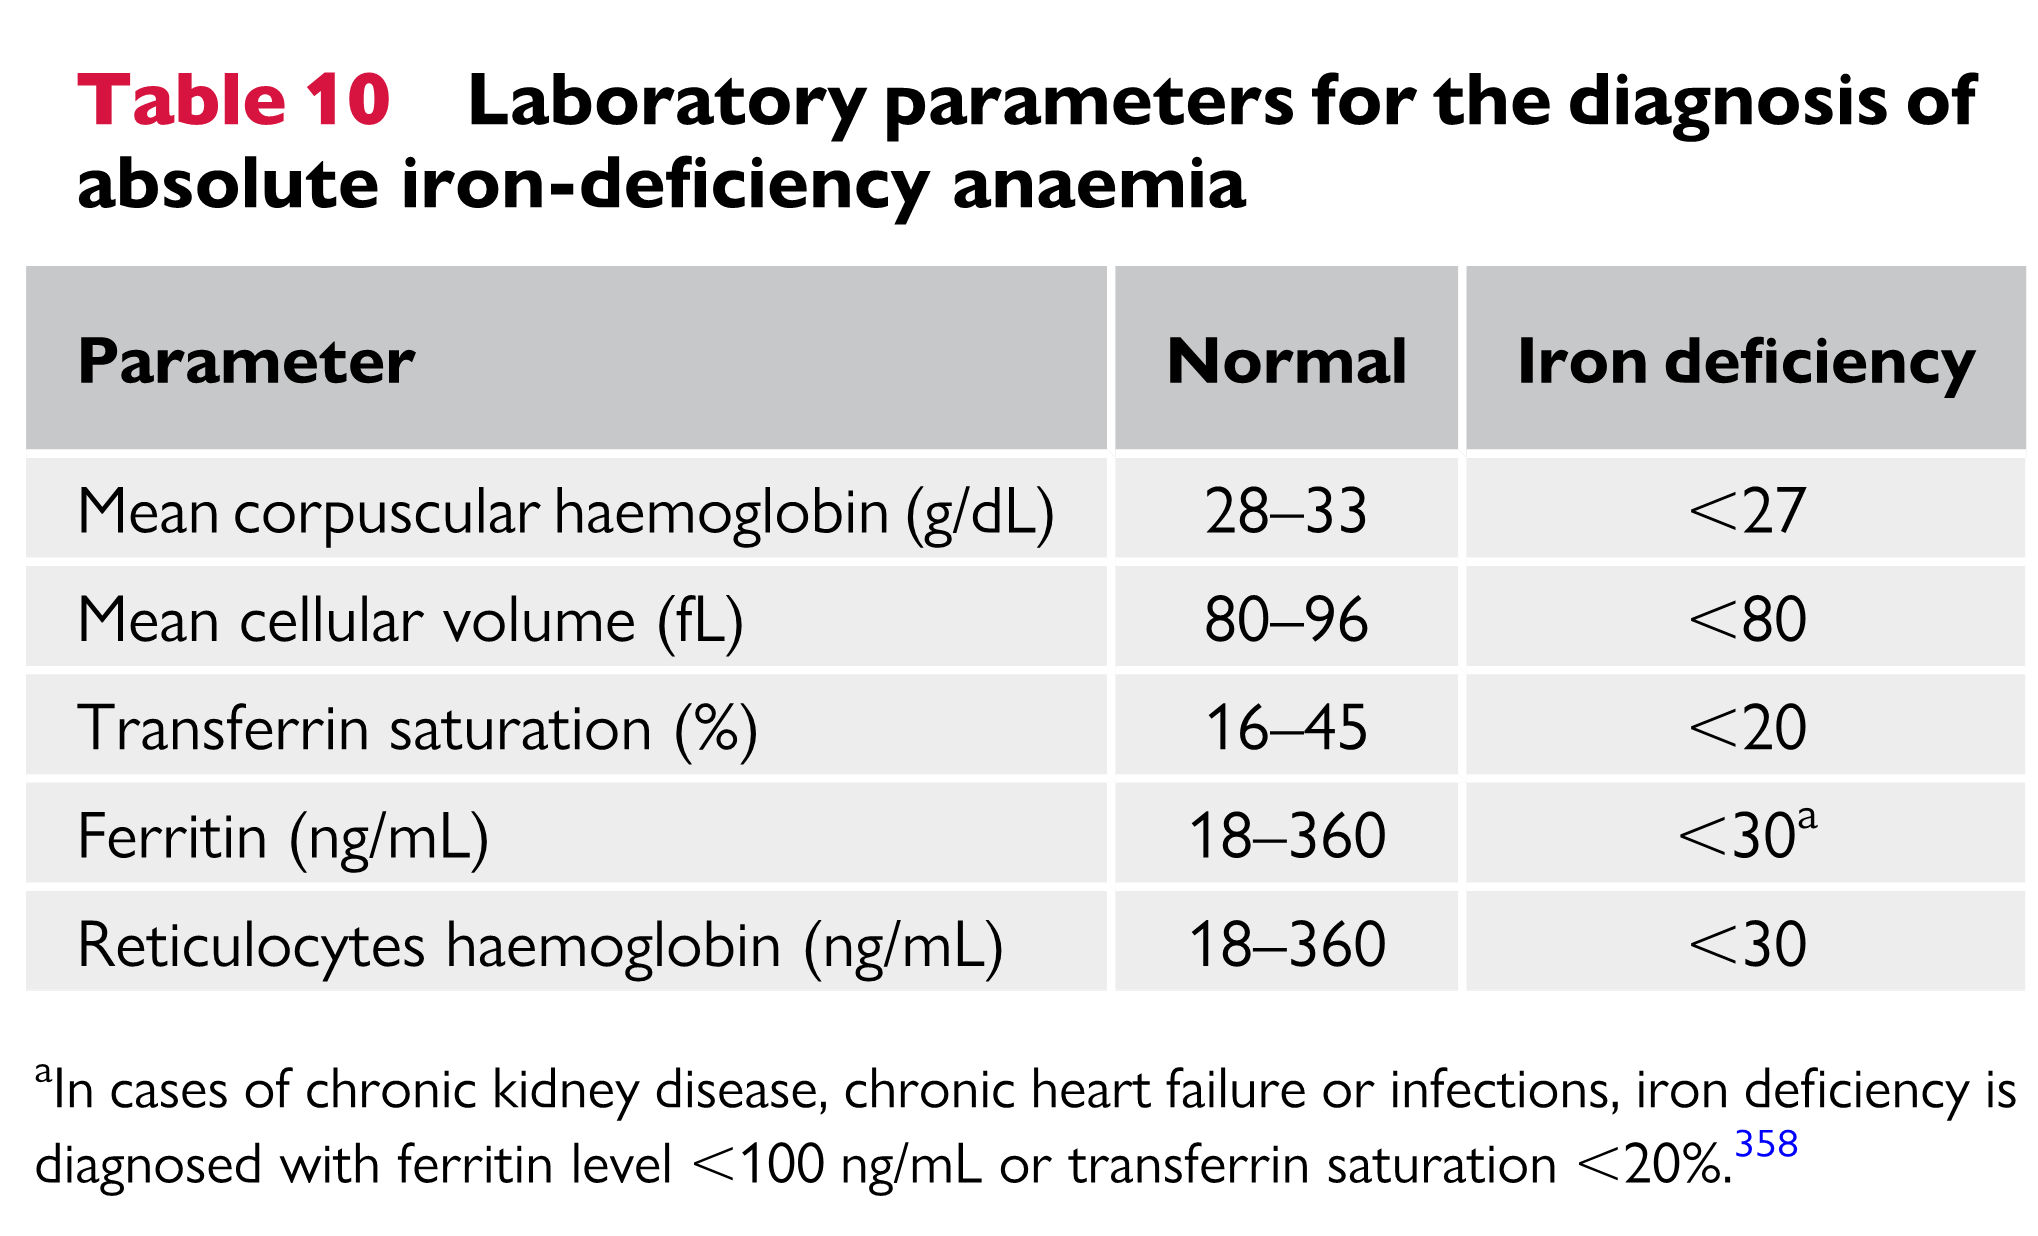 Table 10 Laboratory parameters for the diagnosis of
absolute iron-deficiency anaemia
Parameter Normal Iron deficiency
Mean corpuscular haemoglobin (g/dL) 28–33 <27
Mean cellular volume (fL) 80–96 <80
Transferrin saturation (%) 16–45 <20
Ferritin (ng/mL) 18–360 <30a
Reticulocytes haemoglobin (ng/mL) 18–360 <30
aIn cases of chronic kidney disease, chronic heart failure or infections, iron deficiency is
diagnosed with ferritin level <100 ng/mL or transferrin saturation <20%.358